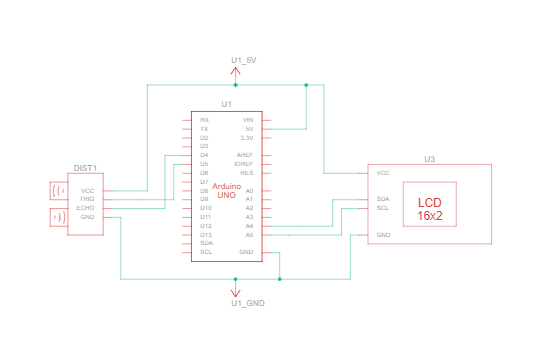 U1_5V
U1
RX
TX
D2
D3
D4
D5
D6
D7
D8
D9
D10
D11
D12
D13
SDA
SCL
VIN
5V
3.3V
AREF
IOREF
RES
A0
A1
A2
A3
A4
A5
GND
Arduino
UNO
DIST1
VCC
TRIG
ECHO
GND
U3
VCC
SDA
SCL
GND
LCD
16x2
U1_GND